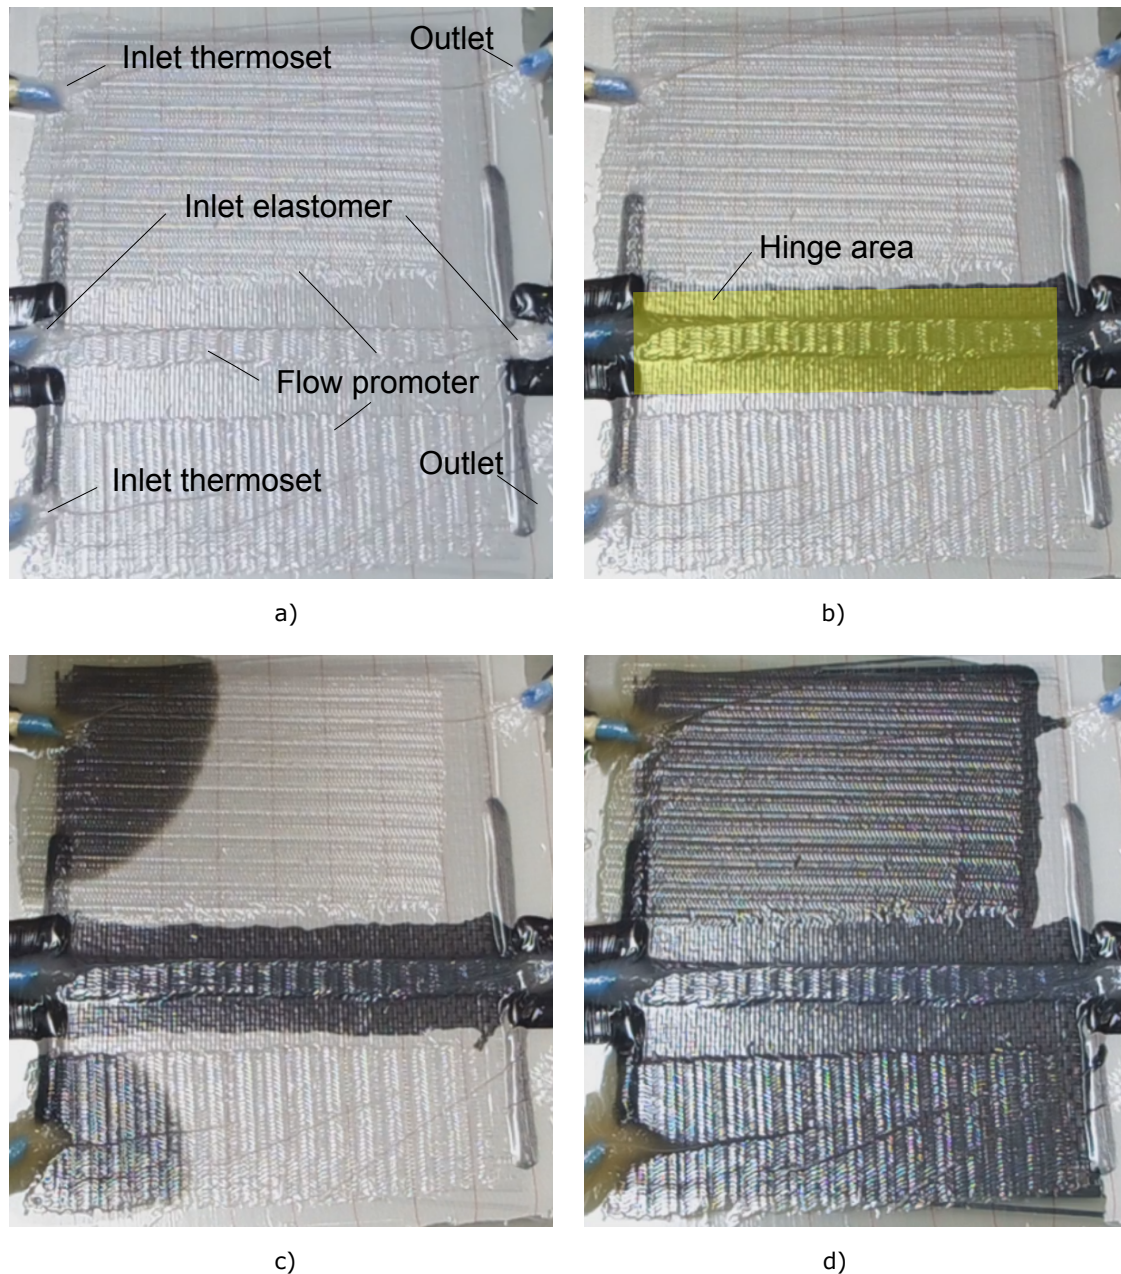 Outlet
Inlet thermoset
Inlet elastomer
Flow promoter
Outlet
Inlet thermoset
Hinge area
a)
b)
c)
d)